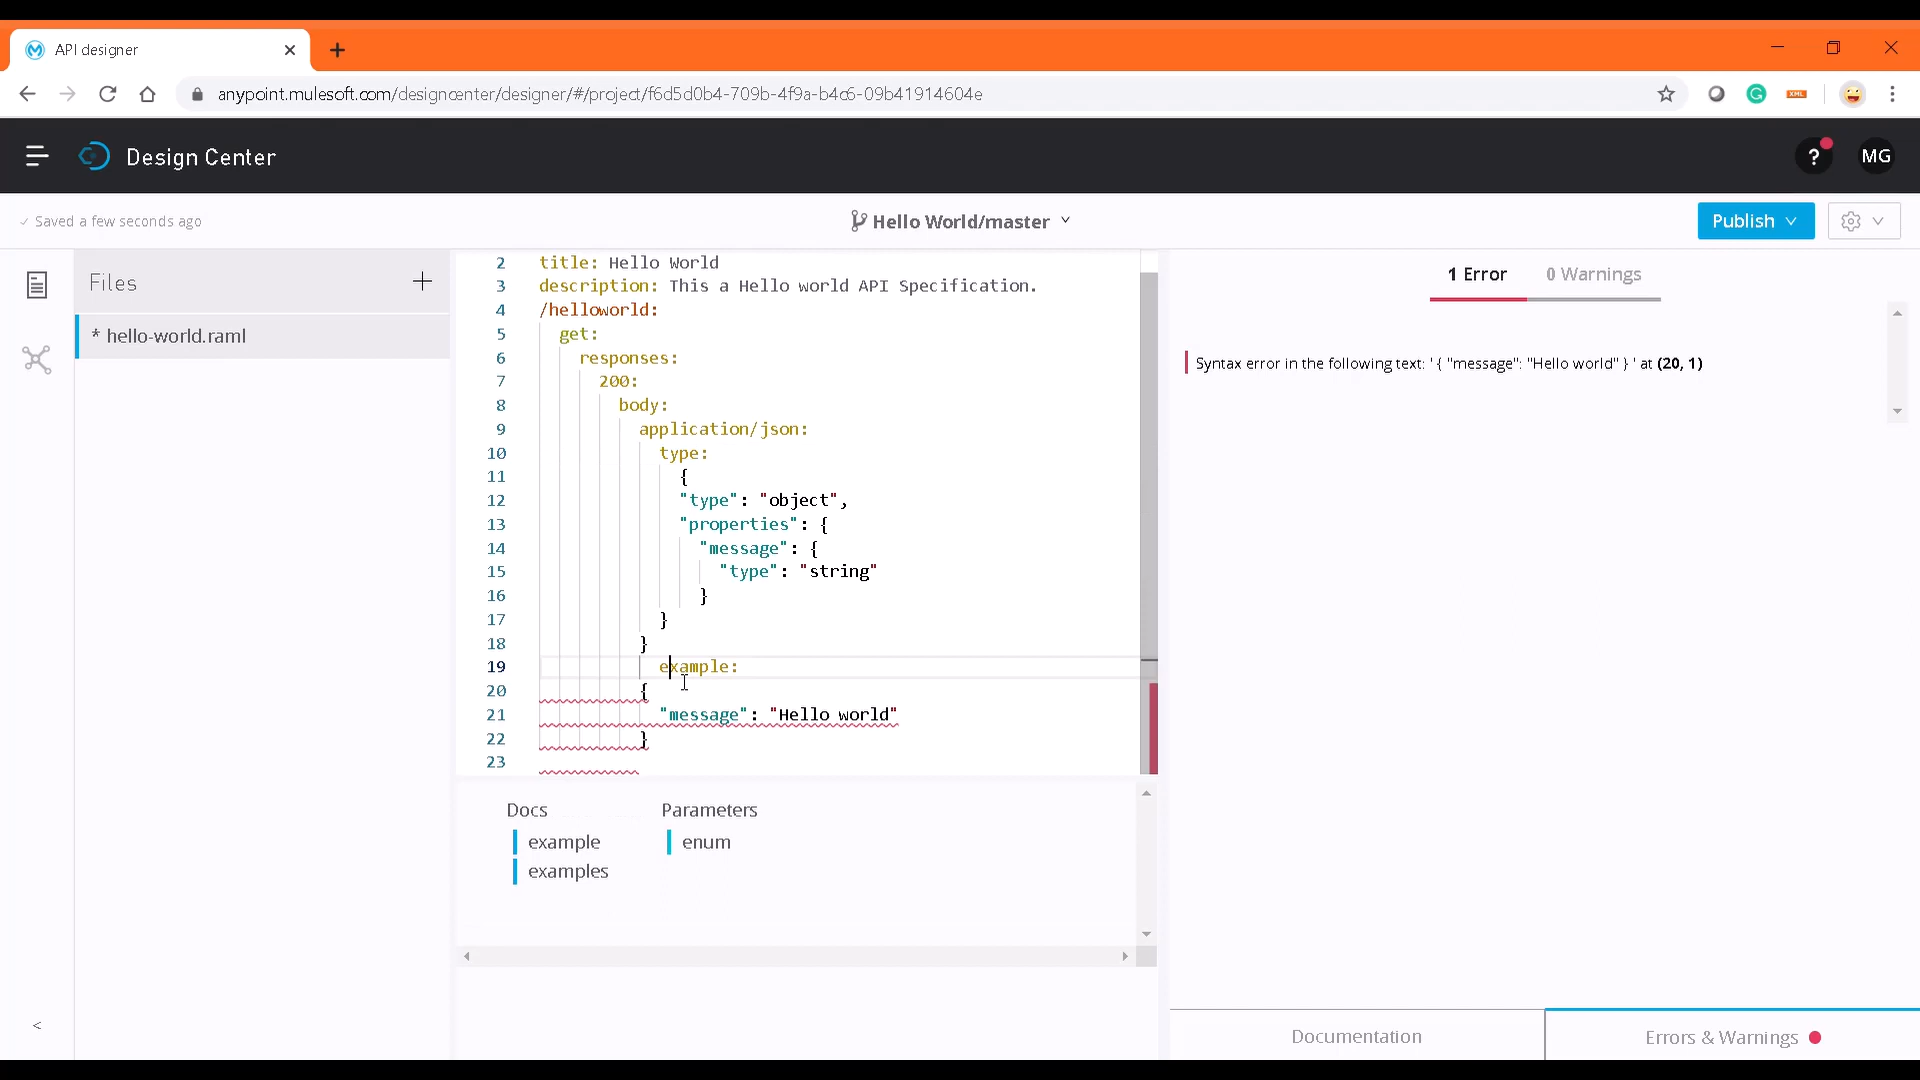 API designer
anypoint.mulesoft.com/designcenter/designer/#/project/f6d5d0b4-709b-4f9a-b4c6-09b41914604e
XML
Design Center
?
MG
Saved a few seconds ago
Hello World/master
Publish
Files
* hello-world.raml
2 title: Hello World
3 description: This a Hello world API Specification.
4 /helloworld:
5 get:
6 responses:
7 200:
8 body:
9 application/json:
10 type:
11 {
12 "type": "object",
13 "properties": {
14 "message": {
15 "type": "string"
16 }
17 }
18 }
19 example:
20 {
21 "message": "Hello world"
22 }
23
Docs
example
examples
Parameters
enum
1 Error
0 Warnings
Syntax error in the following text: ' { "message": "Hello world" } ' at (20, 1)
Documentation
Errors & Warnings